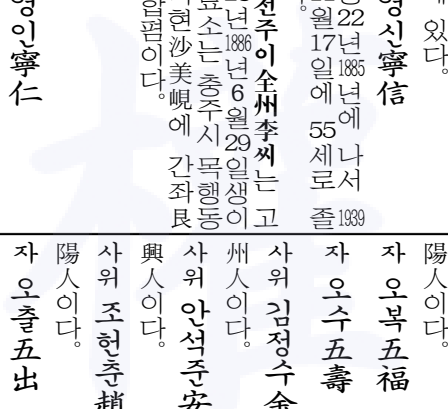 에 있다.
영신寧信
종22년1885년에 나서
월17일에 55세로 졸1939
전주이全州李씨는 고
년1886년6월29일생이
묘소는 충주시 목행동
현沙美峴에 간좌艮
합폄이다.
영인寧仁
陽人이다.
자 오복五福
자 오수五壽
사위 김정수金
州人이다.
사위 안석준安
興人이다.
사위 조헌춘趙
陽人이다.
자 오출五出